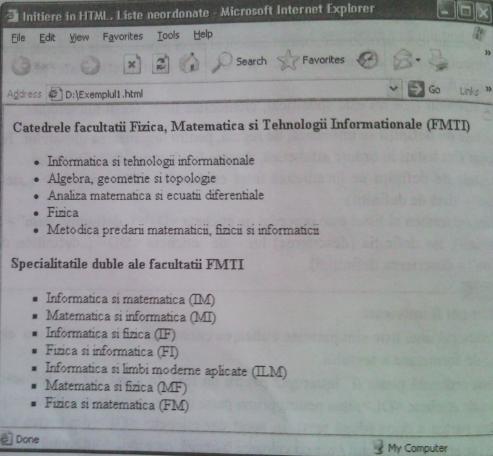 Initiere in HTML. Liste neordonate - Microsoft Internet Explorer
File Edit View Favorites Tools Help
Search Favorites
Address D:\Exemplul1.html Go Links »
Catedrele facultatii Fizica, Matematica si Tehnologii Informationale (FMTI)
Informatica si tehnologii informationale
Algebra, geometrie si topologie
Analiza matematica si ecuatii diferentiale
Fizica
Metodica predarii matematicii, fizicii si informaticii
Specialitatile duble ale facultatii FMTI
Informatica si matematica (IM)
Matematica si informatica (MI)
Informatica si fizica (IF)
Fizica si informatica (FI)
Informatica si limbi moderne aplicate (ILM)
Matematica si fizica (MF)
Fizica si matematica (FM)
Done My Computer